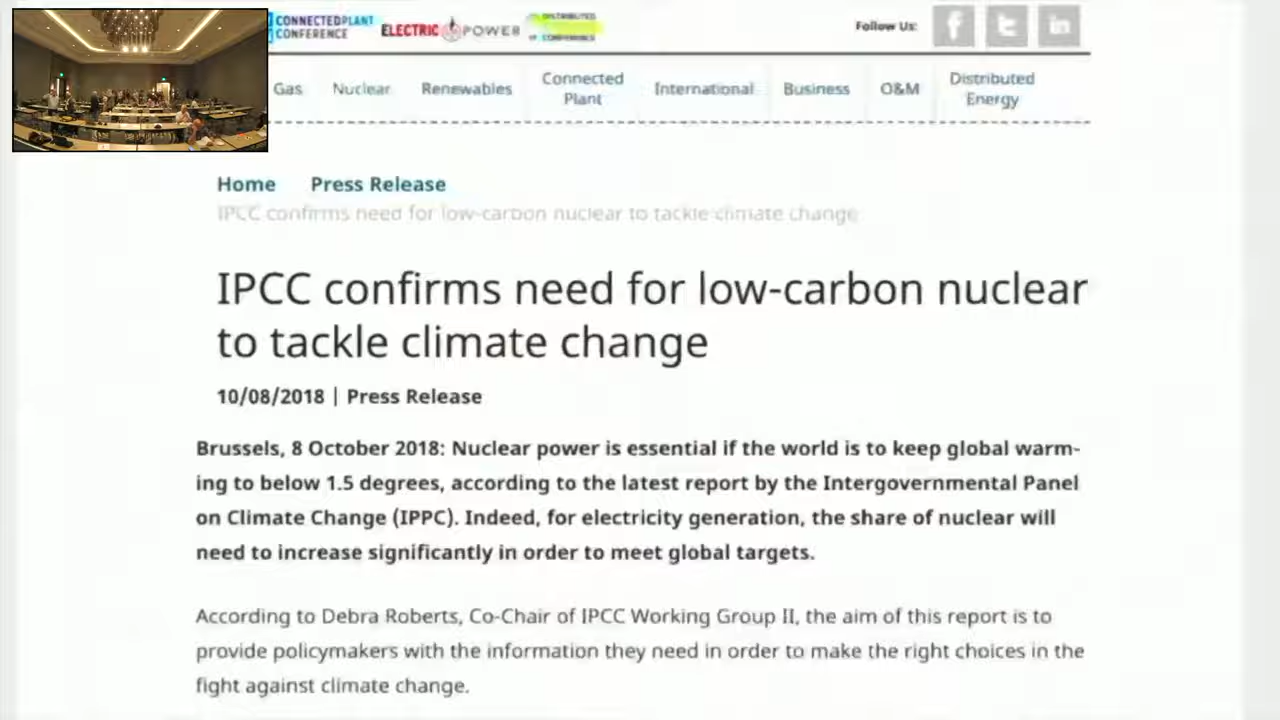 CONNECTEDPLANT
CONFERENCE
ELECTRIC POWER
DISTRIBUTED
CONFERENCE
Follow Us:
Gas
Nuclear
Renewables
Connected
Plant
International
Business
O&M
Distributed
Energy
Home
Press Release
IPCC confirms need for low-carbon nuclear to tackle climate change
IPCC confirms need for low-carbon nuclear
to tackle climate change
10/08/2018 | Press Release
Brussels, 8 October 2018: Nuclear power is essential if the world is to keep global warm-
ing to below 1.5 degrees, according to the latest report by the Intergovernmental Panel
on Climate Change (IPPC). Indeed, for electricity generation, the share of nuclear will
need to increase significantly in order to meet global targets.
According to Debra Roberts, Co-Chair of IPCC Working Group II, the aim of this report is to
provide policymakers with the information they need in order to make the right choices in the
fight against climate change.